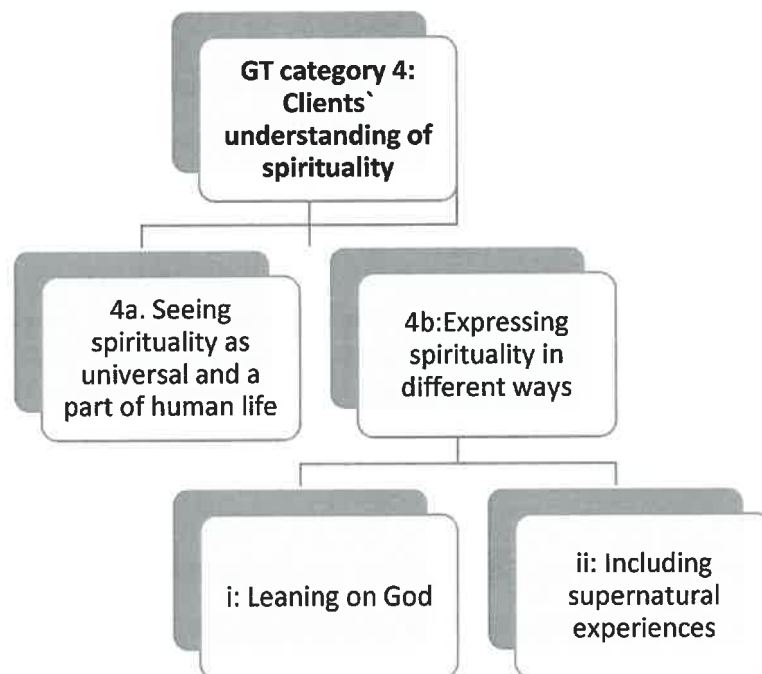 GT category 4:
Clients`
understanding of
spirituality
4a. Seeing
spirituality as
universal and a
part of human life
4b:Expressing
spirituality in
different ways
i: Leaning on God
ii: Including
supernatural
experiences